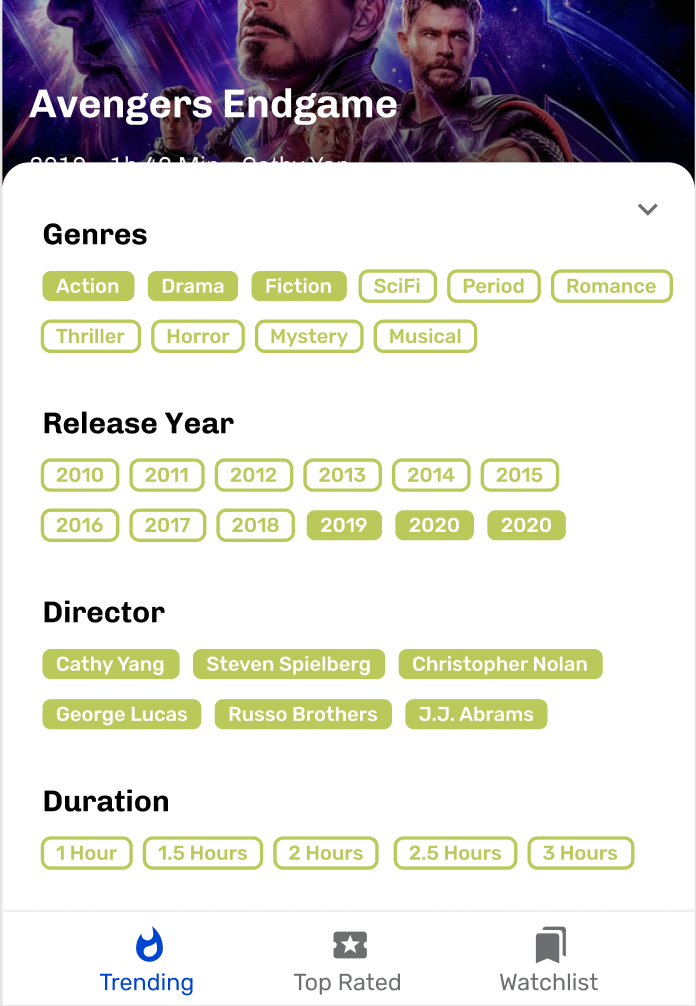 Avengers Endgame
Genres
Action Drama Fiction SciFi Period Romance
Thriller Horror Mystery Musical
Release Year
2010 2011 2012 2013 2014 2015
2016 2017 2018 2019 2020 2020
Director
Cathy Yang Steven Spielberg Christopher Nolan
George Lucas Russo Brothers J.J. Abrams
Duration
1 Hour 1.5 Hours 2 Hours 2.5 Hours 3 Hours
Trending Top Rated Watchlist